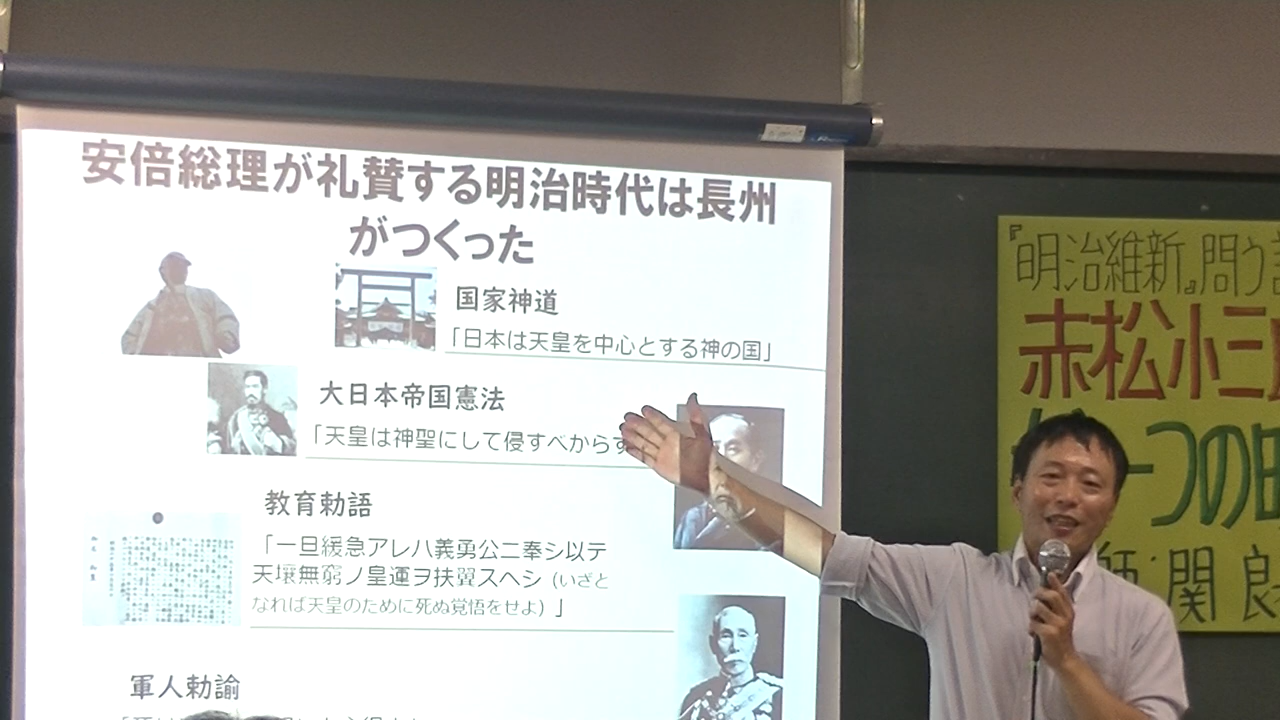 安倍総理が礼賛する明治時代は長州
がつくった
国家神道
「日本は天皇を中心とする神の国」
大日本帝国憲法
「天皇は神聖にして侵すべからず
教育勅語
「一旦緩急アレハ義勇公ニ奉シ以テ
天壌無窮ノ皇運ヲ扶翼スヘシ (いざと
なれば天皇のために死ぬ覚悟をせよ) 」
軍人勅諭
『明治維新』問う
赤松小三
一つの
師:関良